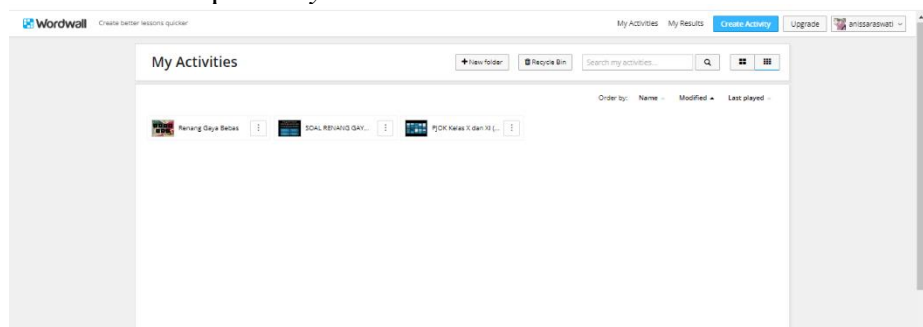 Wordwall Create better lessons quicker My Activities My Results Create Activity Upgrade anissaraswati
My Activities New folder Recycle Bin Search my activities...
Order by: Name Modified Last played
Renang Gaya Bebas SOAL RENANG GAY... PJOK Kelas X dan XI (...